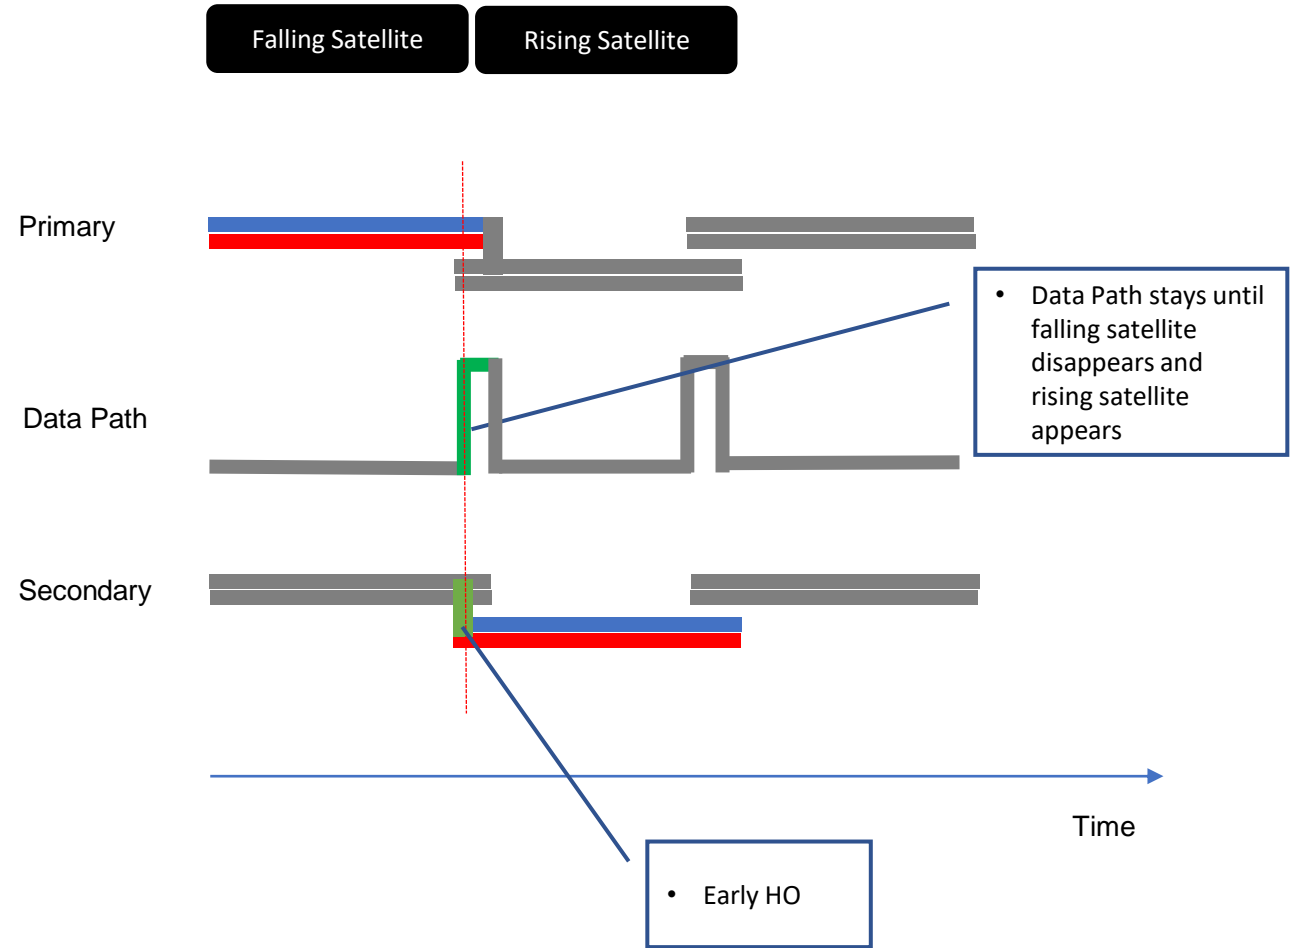 Falling Satellite
Rising Satellite
Primary
• Data Path stays until
falling satellite
disappears and
rising satellite
appears
Data Path
Secondary
Time
• Early HO